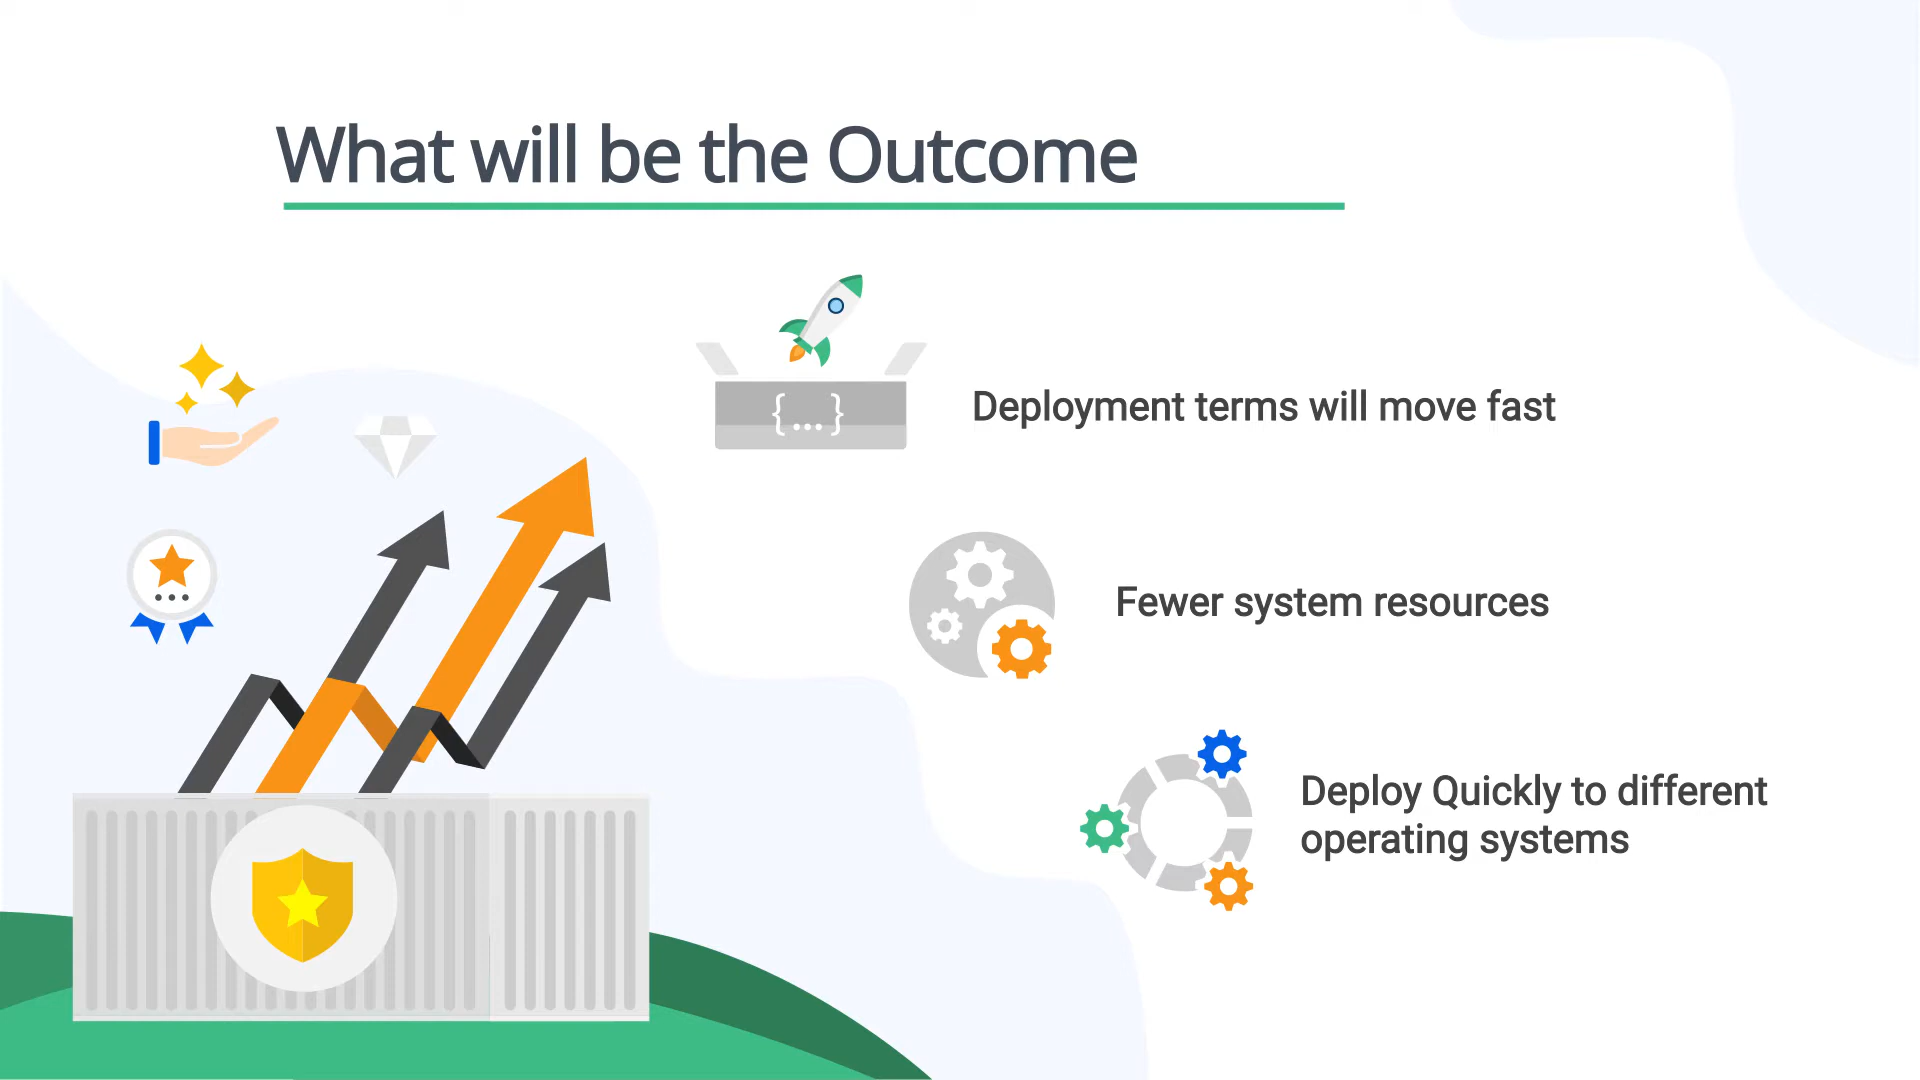 What will be the Outcome
{...}
Deployment terms will move fast
Fewer system resources
Deploy Quickly to different
operating systems